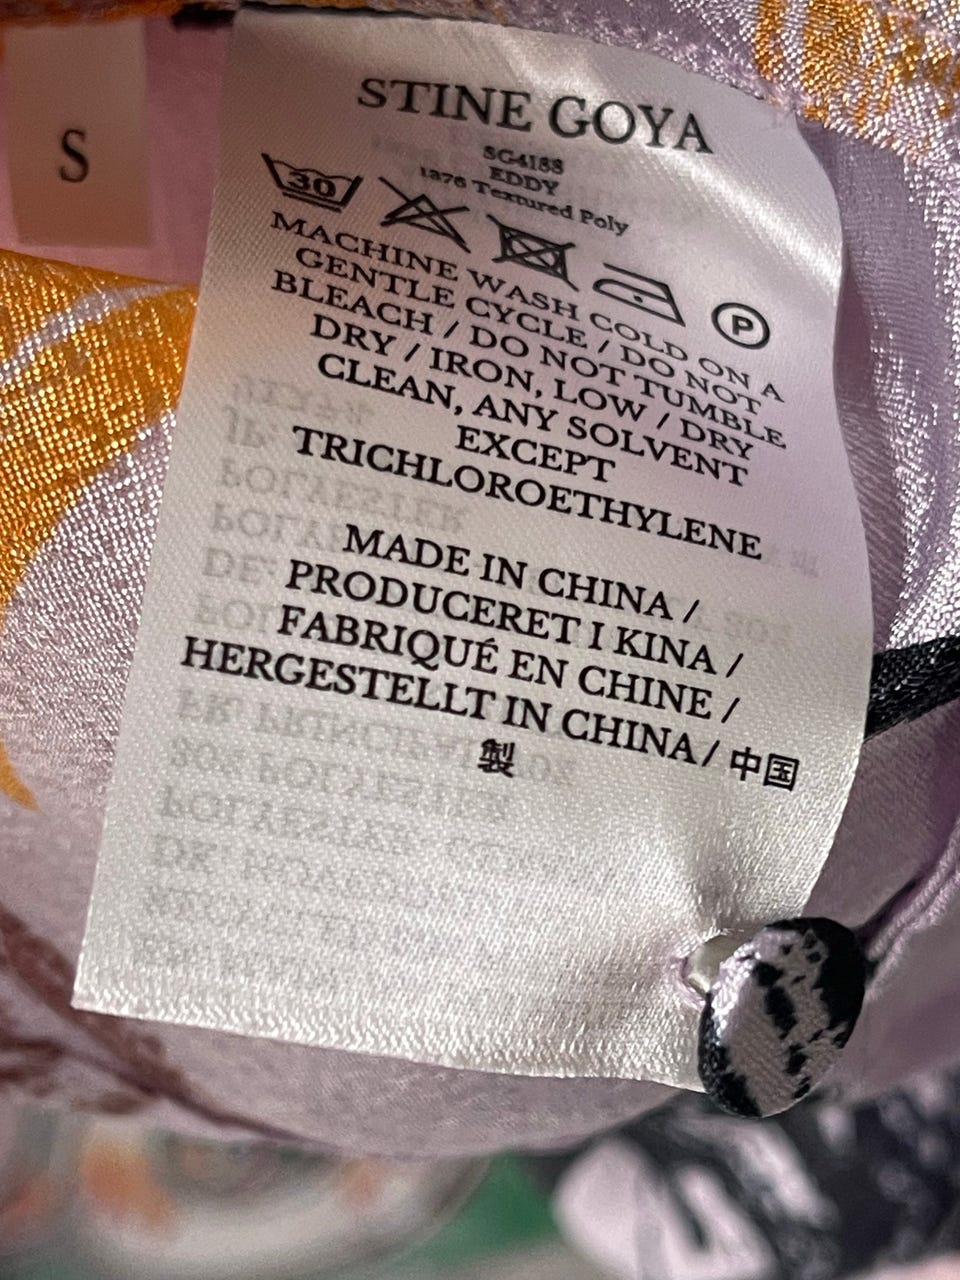 S
STINE GOYA
SG4188
EDDY
1376 Textured Poly
30
P
MACHINE WASH COLD ON A
GENTLE CYCLE / DO NOT
BLEACH / DO NOT TUMBLE
DRY / IRON, LOW / DRY
CLEAN, ANY SOLVENT
EXCEPT
TRICHLOROETHYLENE
MADE IN CHINA /
PRODUCERET I KINA /
FABRIQUÉ EN CHINE /
HERGESTELLT IN CHINA / 中国
製